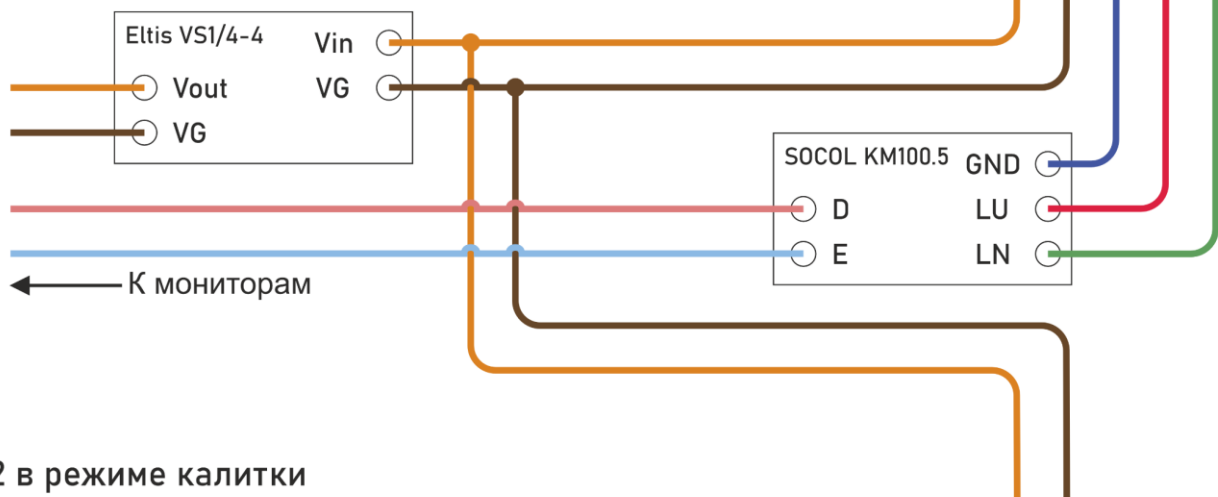 Eltis VS1/4-4
Vin
Vout
VG
VG
SOCOL KM100.5
GND
D
LU
E
LN
К мониторам
2 в режиме калитки